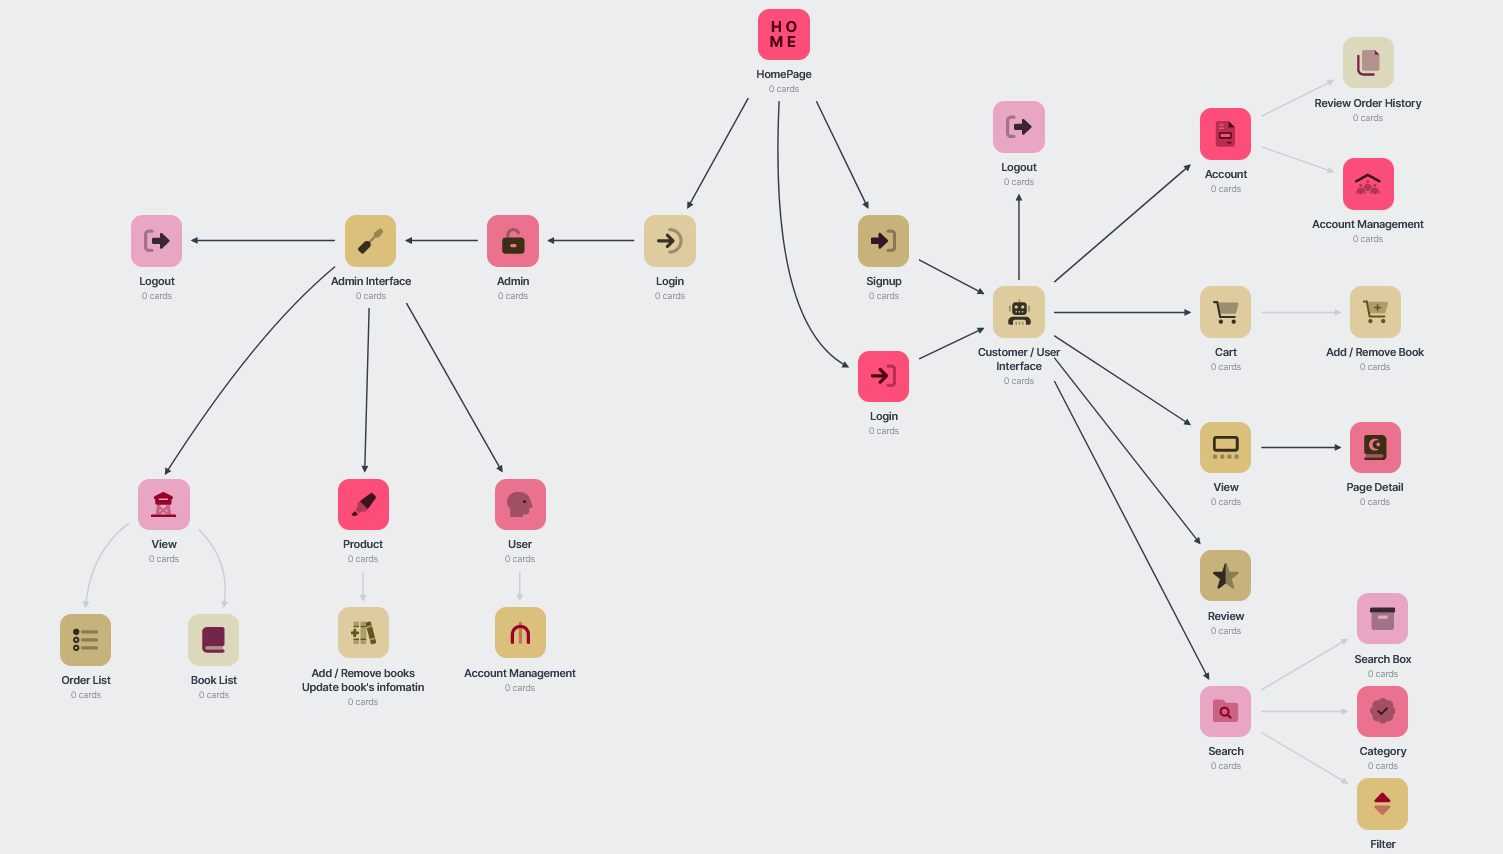 HO
ME
HomePage
0 cards
Review Order History
0 cards
Logout
0 cards
Account
0 cards
Account Management
0 cards
Logout
0 cards
Admin Interface
0 cards
Admin
0 cards
Login
0 cards
Signup
0 cards
Customer / User
Interface
0 cards
Cart
0 cards
Add / Remove Book
0 cards
Login
0 cards
View
0 cards
Page Detail
0 cards
View
0 cards
Product
0 cards
User
0 cards
Review
0 cards
Order List
0 cards
Book List
0 cards
Add / Remove books
Update book's infomatin
0 cards
Account Management
0 cards
Search Box
0 cards
Search
0 cards
Category
0 cards
Filter